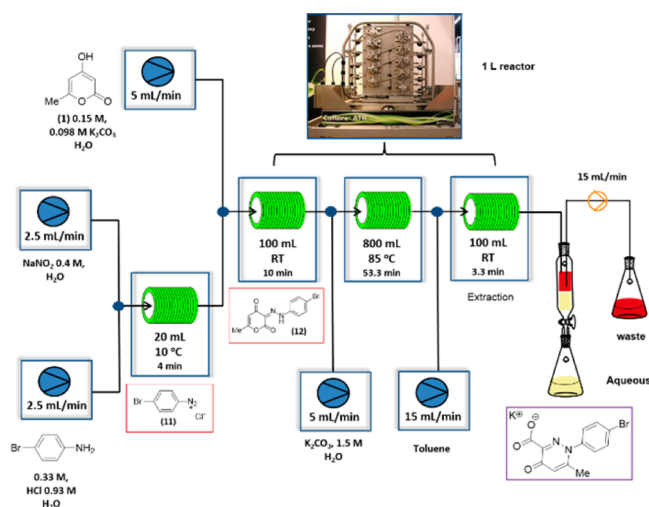 OH
Me
O
O
(1) 0.15 M,
0.098 M K₂CO₃
H₂O
5 mL/min
1 L reactor
Coflore ATR
2.5 mL/min
NaNO₂ 0.4 M,
H₂O
2.5 mL/min
Br
NH₂
0.33 M,
HCl 0.93 M
H₂O
20 mL
10 °C
4 min
Br
N₂
+
Cl⁻
(11)
100 mL
RT
10 min
Br
O
N
N
H
Me
O
O
(12)
800 mL
85 °C
53.3 min
5 mL/min
K₂CO₃, 1.5 M
H₂O
15 mL/min
Toluene
100 mL
RT
3.3 min
Extraction
15 mL/min
waste
Aqueous
K⊕
⊖
O
O
N
N
Br
O
Me